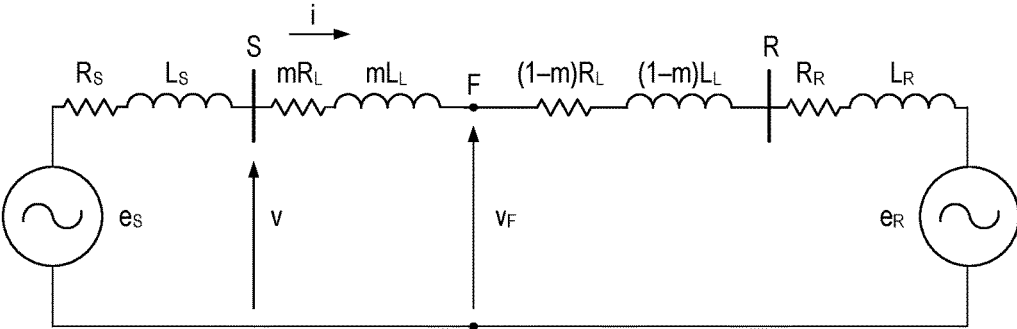 i
S
R
R_S
L_S
mR_L
mL_L
F
(1–m)R_L
(1–m)L_L
R_R
L_R
e_S
v
v_F
e_R